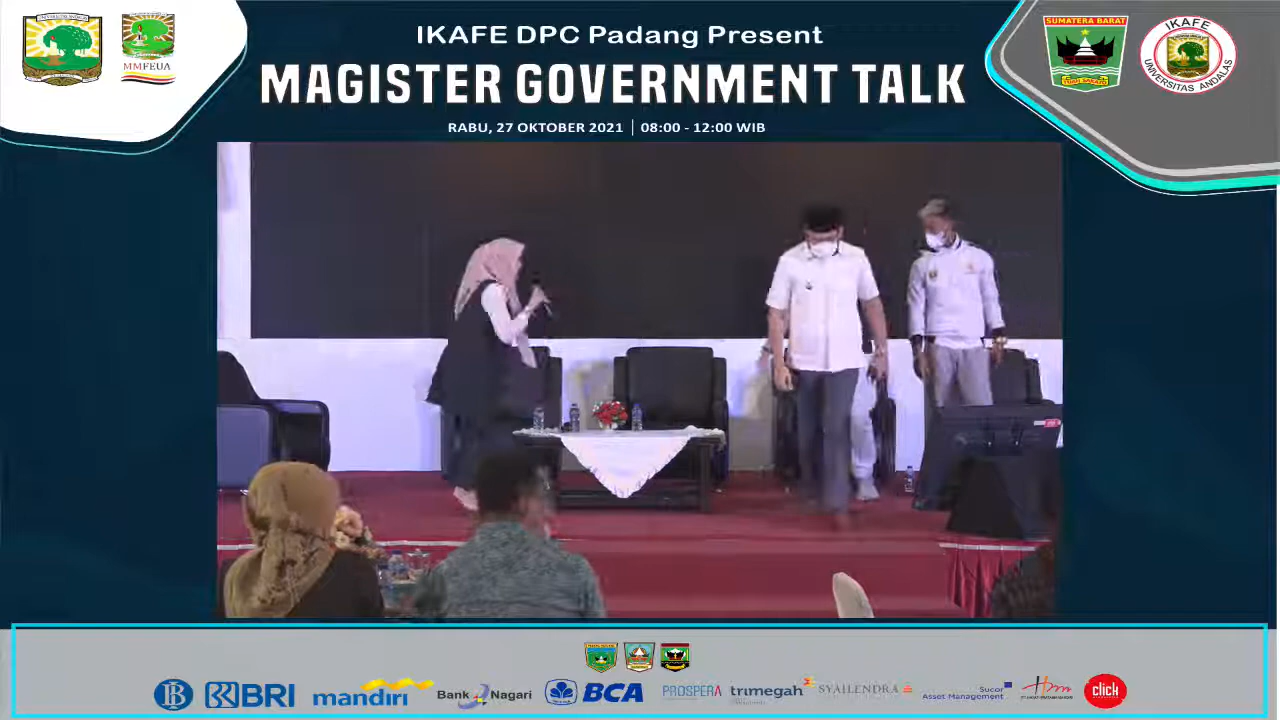 IKAFE DPC Padang Present
MAGISTER GOVERNMENT TALK
RABU, 27 OKTOBER 2021 | 08:00 - 12:00 WIB
MMFEUA
SUMATERA BARAT
IKAFE
UNIVERSITAS ANDALAS
BRI
mandiri
Bank Nagari
BCA
PROSPERA
trimegah
SYAILENDRA
Sucor
Asset Management
click